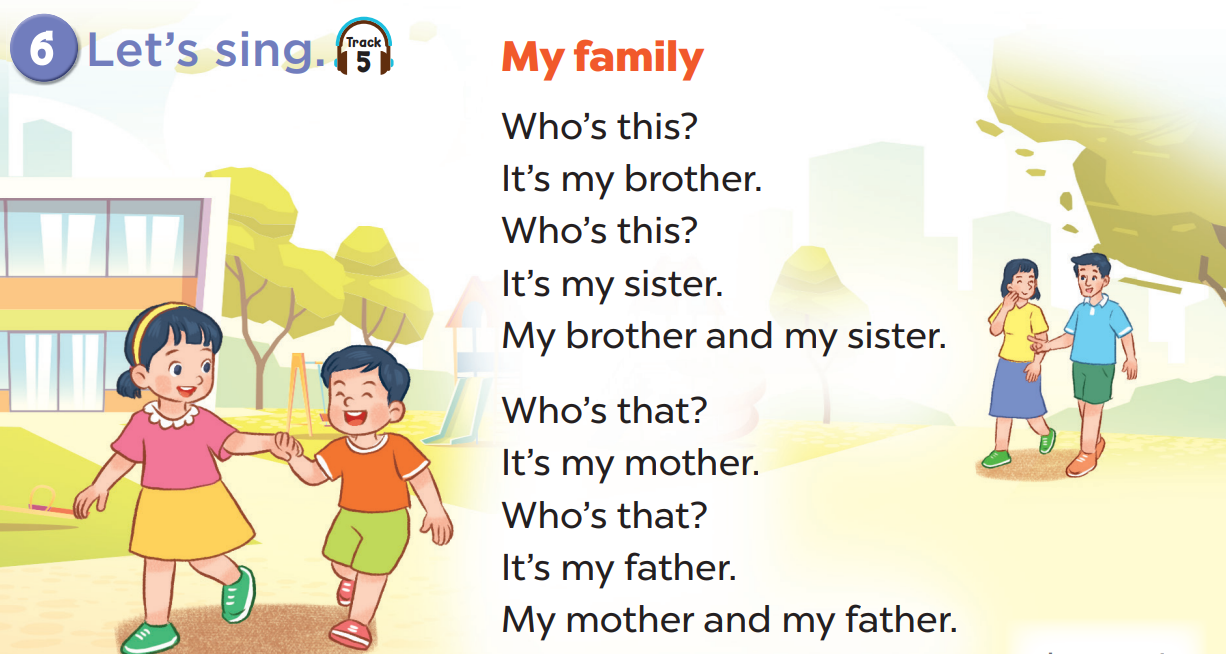 6 Let's sing. Track 5
My family
Who's this?
It's my brother.
Who's this?
It's my sister.
My brother and my sister.
Who's that?
It's my mother.
Who's that?
It's my father.
My mother and my father.